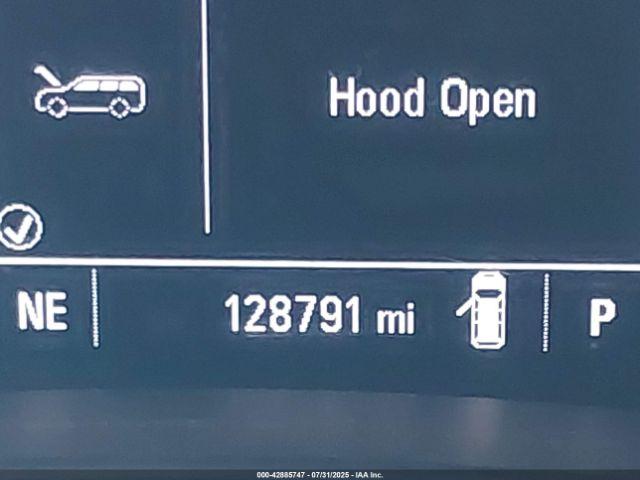 Hood Open
NE 128791 mi P
000-42885747 - 07/31/2025 - IAA Inc.